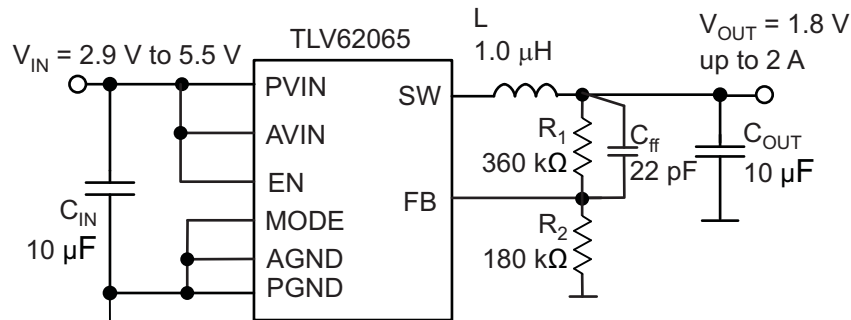 TLV62065
L
1.0 μH
V_IN = 2.9 V to 5.5 V
V_OUT = 1.8 V
up to 2 A
PVIN
SW
AVIN
EN
FB
MODE
AGND
PGND
C_IN
10 μF
R_1
360 kΩ
C_ff
22 pF
C_OUT
10 μF
R_2
180 kΩ